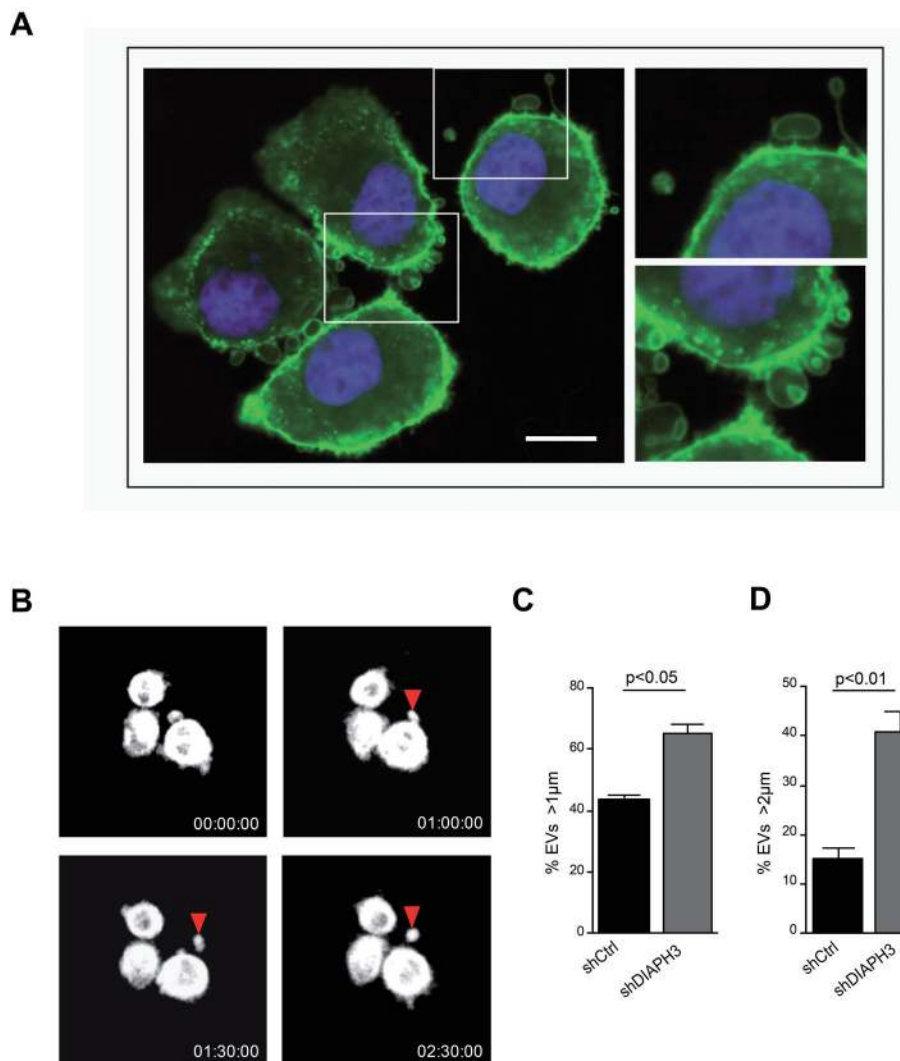 A
B
00:00:00
01:00:00
01:30:00
02:30:00
C
p<0.05
% EVs >1µm
80
60
40
20
0
shCtrl
shDIAPH3
D
p<0.01
% EVs >2µm
50
40
30
20
10
0
shCtrl
shDIAPH3